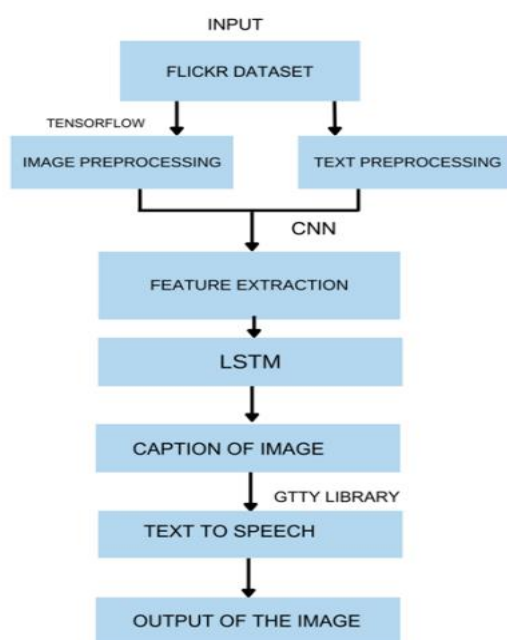 INPUT
FLICKR DATASET
TENSORFLOW
IMAGE PREPROCESSING
TEXT PREPROCESSING
CNN
FEATURE EXTRACTION
LSTM
CAPTION OF IMAGE
GTTY LIBRARY
TEXT TO SPEECH
OUTPUT OF THE IMAGE